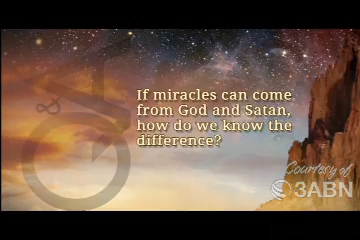 If miracles can come
from God and Satan,
how do we know the
difference?
Courtesy of
3ABN